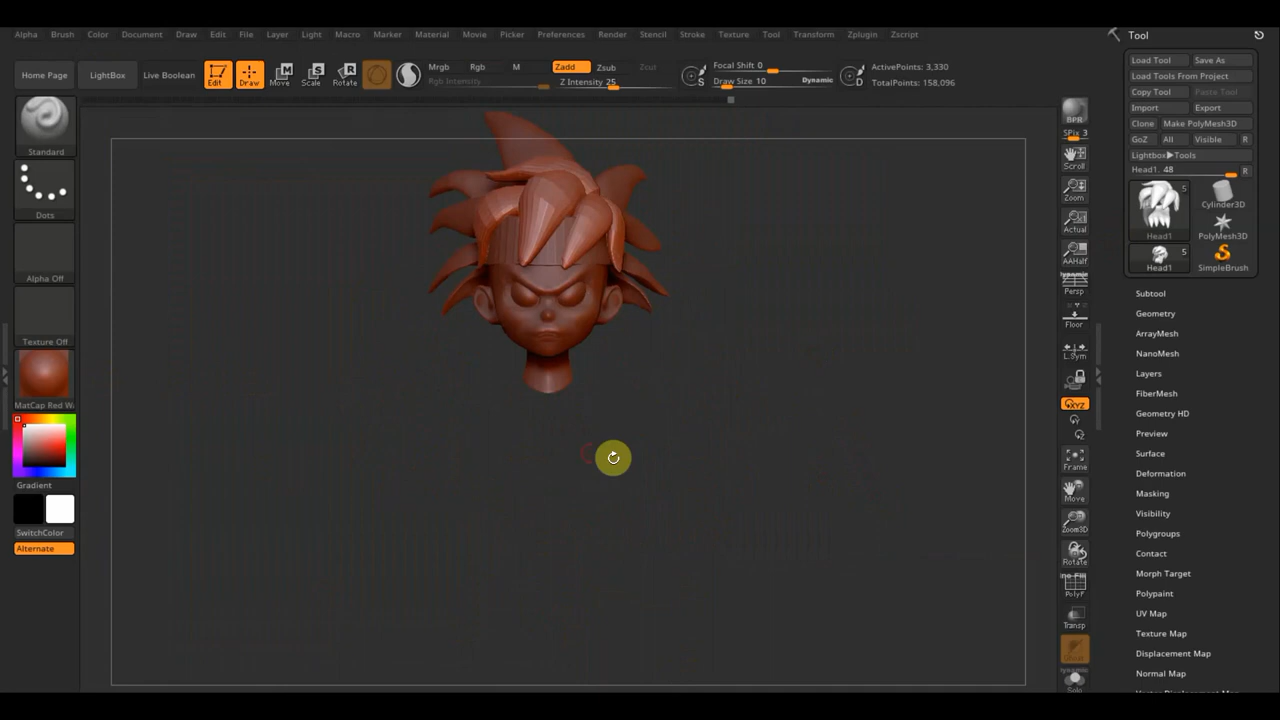 Tool
Alpha Brush Color Document Draw Edit File Layer Light Macro Marker Material Movie Picker Preferences Render Stencil Stroke Texture Tool Transform Zplugin Zscript
Home Page LightBox Live Boolean Edit Draw Move Scale Rotate
Mrgb Rgb M Zadd Zsub Zcut
Rgb Intensity Z Intensity 25
Focal Shift 0
Draw Size 10 Dynamic
ActivePoints: 3,330
TotalPoints: 158,096
Standard
Dots
Alpha Off
Texture Off
MatCap Red W
Gradient
SwitchColor
Alternate
BPR
SPix 3
Scroll
Zoom
Actual
AAHalf
Dynamic
Persp
Floor
L.Sym
XYZ
Frame
Move
Zoom3D
Rotate
Line Fill
PolyF
Transp
Dynamic
Solo
Load Tool Save As
Load Tools From Project
Copy Tool Paste Tool
Import Export
Clone Make PolyMesh3D
GoZ All Visible R
Lightbox▶Tools
Head1. 48 R
5
Head1
Cylinder3D
PolyMesh3D
5
Head1
SimpleBrush
Subtool
Geometry
ArrayMesh
NanoMesh
Layers
FiberMesh
Geometry HD
Preview
Surface
Deformation
Masking
Visibility
Polygroups
Contact
Morph Target
Polypaint
UV Map
Texture Map
Displacement Map
Normal Map